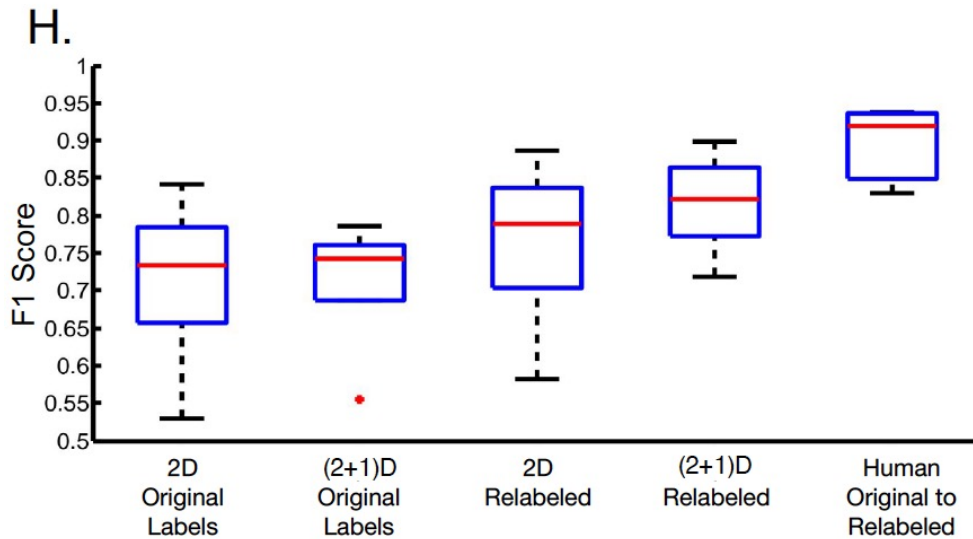 H.
F1 Score
1
0.95
0.9
0.85
0.8
0.75
0.7
0.65
0.6
0.55
0.5
2D
Original
Labels
(2+1)D
Original
Labels
2D
Relabeled
(2+1)D
Relabeled
Human
Original to
Relabeled